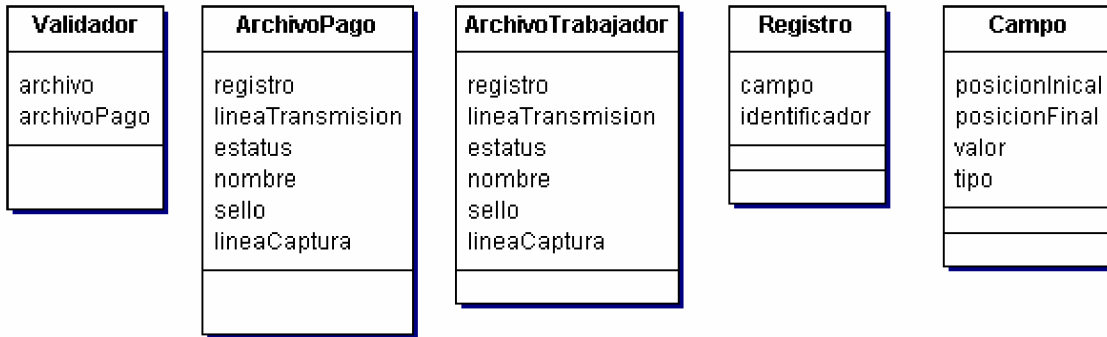 Validador
archivo
archivoPago
ArchivoPago
registro
lineaTransmision
estatus
nombre
sello
lineaCaptura
ArchivoTrabajador
registro
lineaTransmision
estatus
nombre
sello
lineaCaptura
Registro
campo
identificador
Campo
posicionInical
posicionFinal
valor
tipo